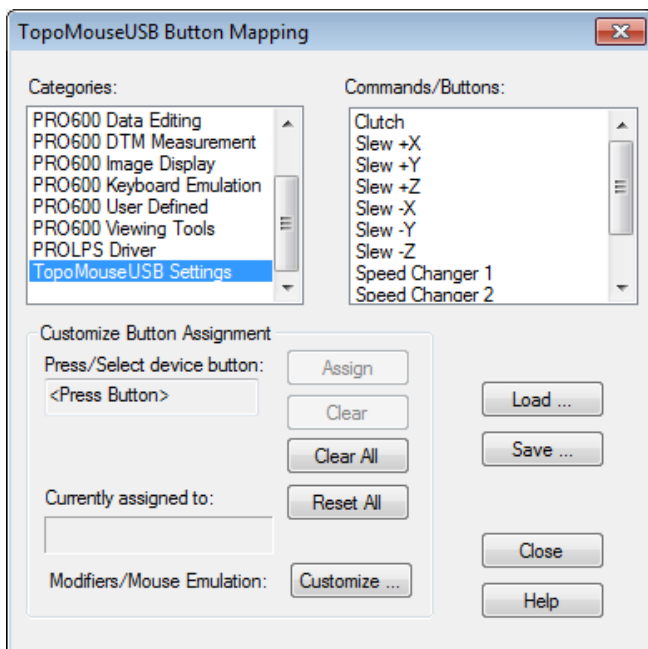 TopoMouseUSB Button Mapping
Categories:
PRO600 Data Editing
PRO600 DTM Measurement
PRO600 Image Display
PRO600 Keyboard Emulation
PRO600 User Defined
PRO600 Viewing Tools
PROLPS Driver
TopoMouseUSB Settings
Commands/Buttons:
Clutch
Slew +X
Slew +Y
Slew +Z
Slew -X
Slew -Y
Slew -Z
Speed Changer 1
Speed Changer 2
Customize Button Assignment
Press/Select device button:
<Press Button>
Assign
Clear
Clear All
Currently assigned to:
Reset All
Modifiers/Mouse Emulation:
Customize ...
Load ...
Save ...
Close
Help